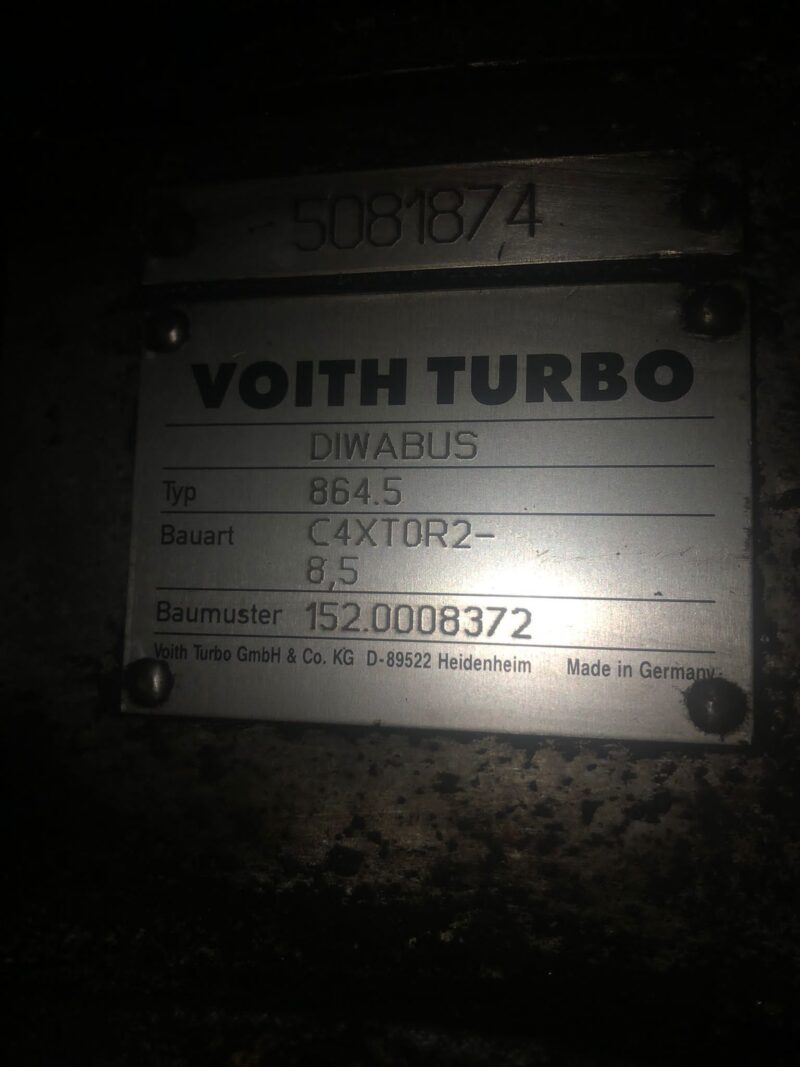 5081874
VOITH TURBO
DIWABUS
Typ 864.5
Bauart C4XT0R2-
8,5
Baumuster 152.0008372
Voith Turbo GmbH & Co. KG D-89522 Heidenheim Made in Germany